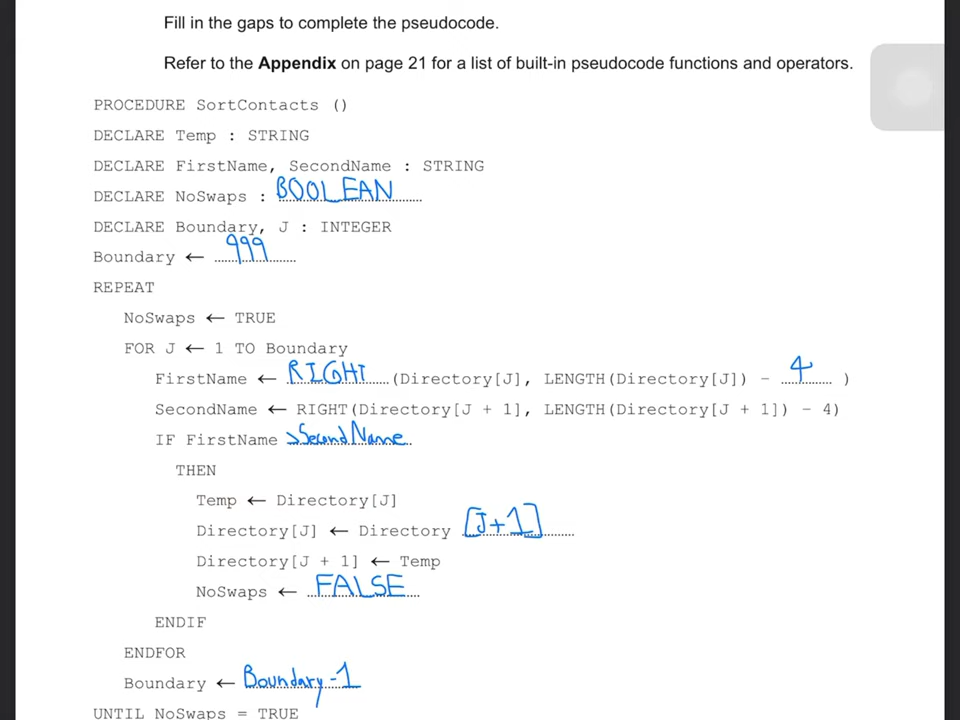 Fill in the gaps to complete the pseudocode.
Refer to the Appendix on page 21 for a list of built-in pseudocode functions and operators.
PROCEDURE SortContacts ()
DECLARE Temp : STRING
DECLARE FirstName, SecondName : STRING
DECLARE NoSwaps : BOOLEAN
DECLARE Boundary, J : INTEGER
Boundary ← 999
REPEAT
NoSwaps ← TRUE
FOR J ← 1 TO Boundary
FirstName ← RIGHT (Directory[J], LENGTH(Directory[J]) - 4 )
SecondName ← RIGHT(Directory[J + 1], LENGTH(Directory[J + 1]) - 4)
IF FirstName >SecondName
THEN
Temp ← Directory[J]
Directory[J] ← Directory [J+1]
Directory[J + 1] ← Temp
NoSwaps ← FALSE
ENDIF
ENDFOR
Boundary ← Boundary-1
UNTIL NoSwaps = TRUE